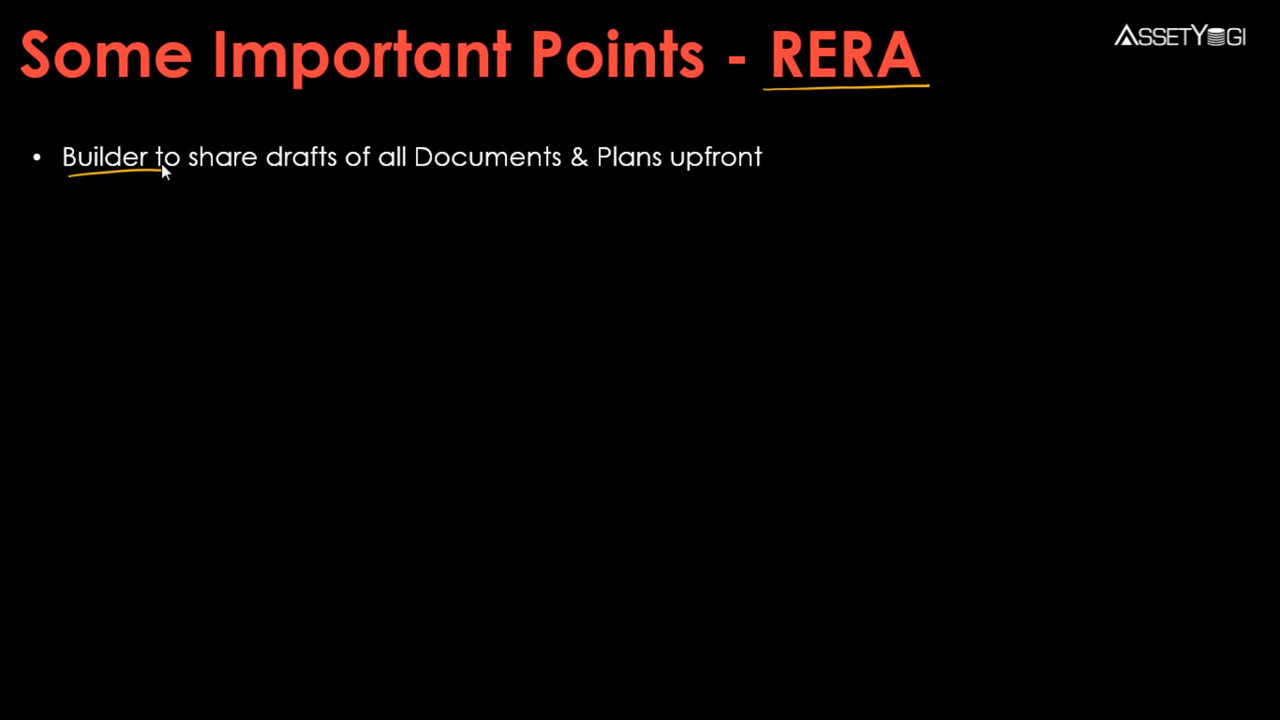 Some Important Points - RERA
ASSETYOGI
• Builder to share drafts of all Documents & Plans upfront